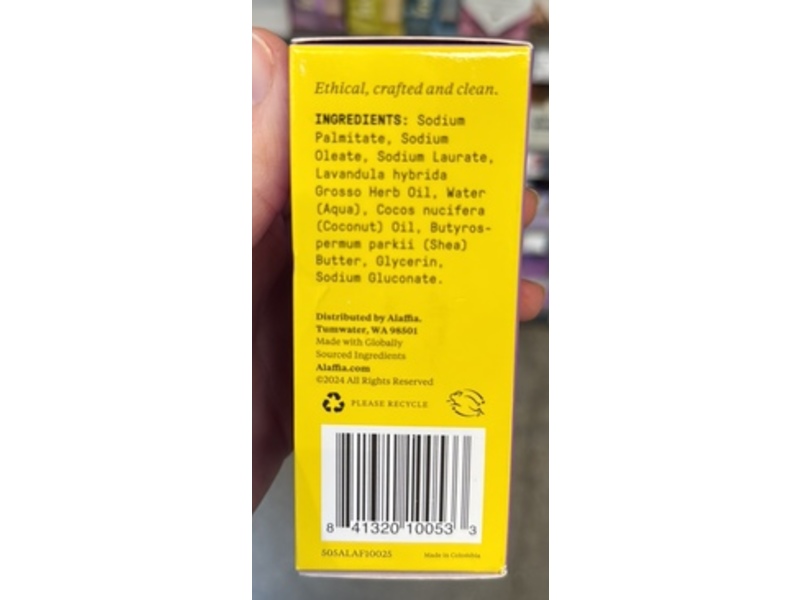 Ethical, crafted and clean.
INGREDIENTS: Sodium
Palmitate, Sodium
Oleate, Sodium Laurate,
Lavandula hybrida
Grosso Herb Oil, Water
(Aqua), Cocos nucifera
(Coconut) Oil, Butyros-
permum parkii (Shea)
Butter, Glycerin,
Sodium Gluconate.
Distributed by Alaffia.
Tumwater, WA 98501
Made with Globally
Sourced Ingredients
Alaffia.com
©2024 All Rights Reserved
PLEASE RECYCLE
8 41320 10053 3
505ALAF10025
Made in Colombia